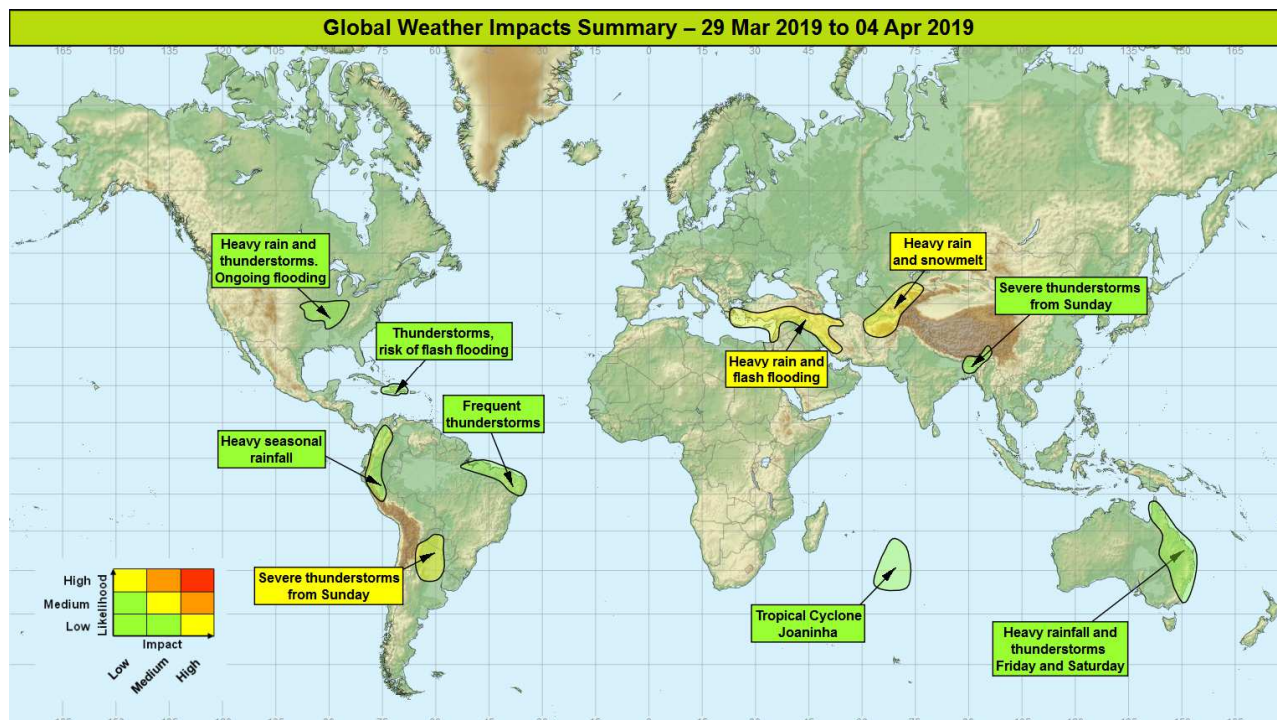 Global Weather Impacts Summary – 29 Mar 2019 to 04 Apr 2019
165 135 120 105 75 60 45 30 15 0 15 30 45 60 75 90 105 120 135 150 165
Heavy rain and
thunderstorms.
Ongoing flooding
Heavy rain
and snowmelt
Severe thunderstorms
from Sunday
Thunderstorms,
risk of flash flooding
Heavy rain and
flash flooding
Frequent
thunderstorms
Heavy seasonal
rainfall
Severe thunderstorms
from Sunday
Tropical Cyclone
Joaninha
Heavy rainfall and
thunderstorms
Friday and Saturday
High
Medium
Low
Likelihood
Impact
Low
Medium
High